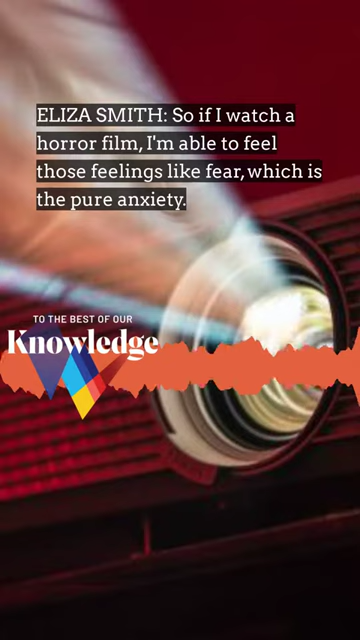 ELIZA SMITH: So if I watch a
horror film, I'm able to feel
those feelings like fear, which is
the pure anxiety.
TO THE BEST OF OUR
Knowledge